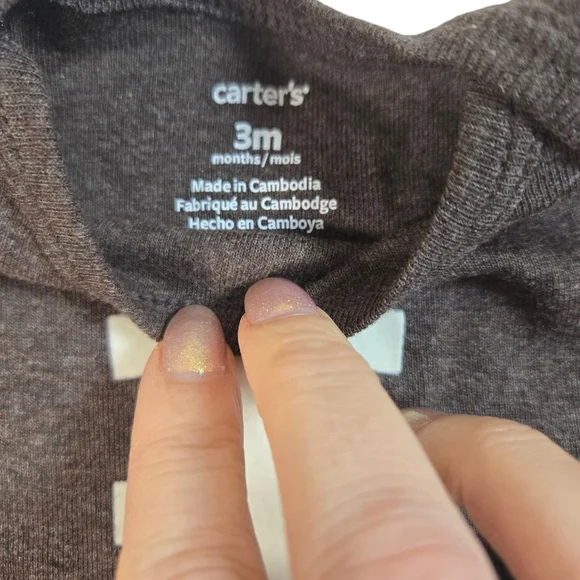 carter's
3m
months/mois
Made in Cambodia
Fabriqué au Cambodge
Hecho en Camboya